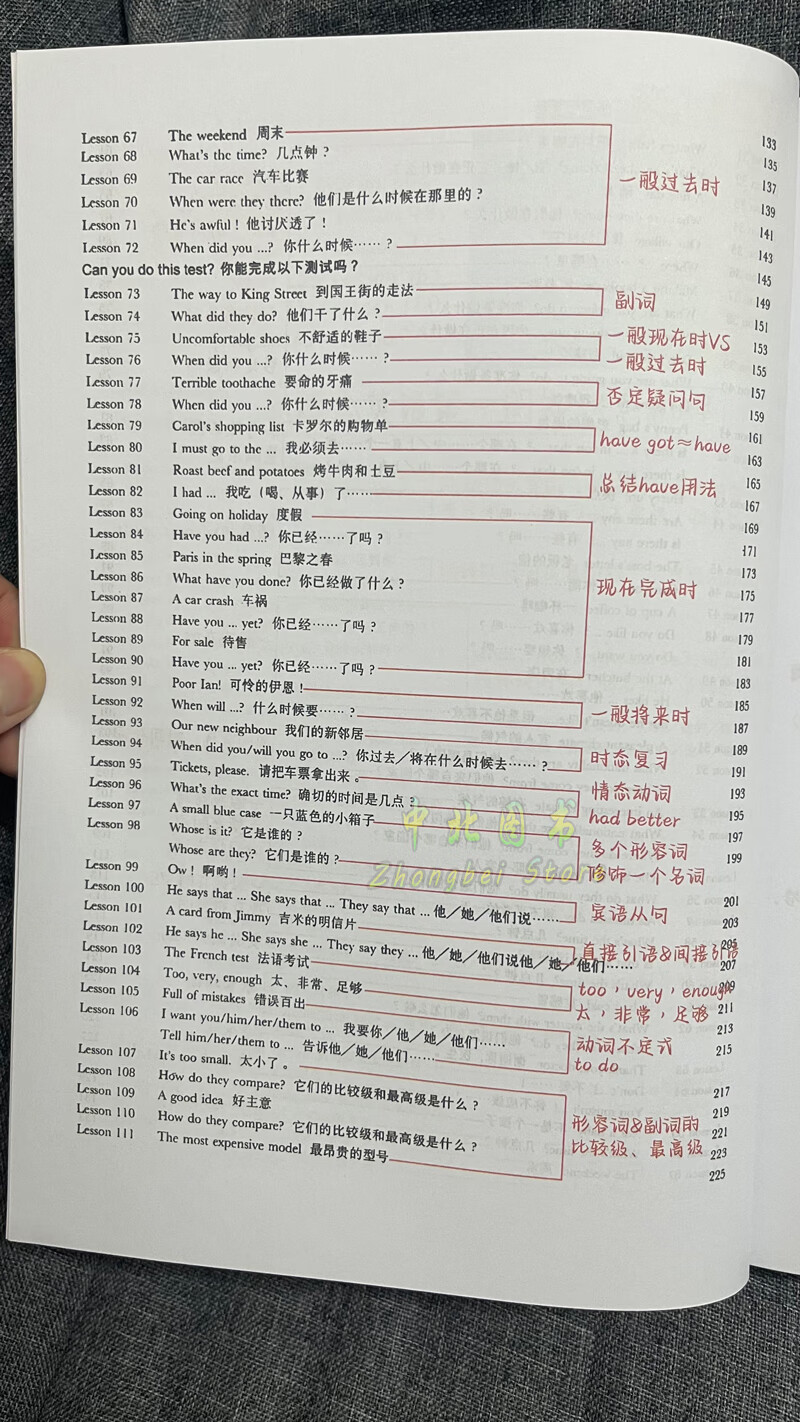 Lesson 67 The weekend 周末 133
Lesson 68 What's the time? 几点钟？ 135
Lesson 69 The car race 汽车比赛 137
一般过去时
Lesson 70 When were they there? 他们是什么时候在那里的？ 139
Lesson 71 He's awful! 他讨厌透了！ 141
Lesson 72 When did you ...? 你什么时候……？ 143
Can you do this test? 你能完成以下测试吗？ 145
Lesson 73 The way to King Street 到国王街的走法 149
副词
Lesson 74 What did they do? 他们干了什么？ 151
Lesson 75 Uncomfortable shoes 不舒适的鞋子 153
一般现在时VS
一般过去时
Lesson 76 When did you ...? 你什么时候……？ 155
Lesson 77 Terrible toothache 要命的牙痛 157
否定疑问句
Lesson 78 When did you ...? 你什么时候……？ 159
Lesson 79 Carol's shopping list 卡罗尔的购物单 161
have got≈have
Lesson 80 I must go to the ... 我必须去…… 163
Lesson 81 Roast beef and potatoes 烤牛肉和土豆 165
总结have用法
Lesson 82 I had ... 我吃（喝、从事）了…… 167
Lesson 83 Going on holiday 度假 169
Lesson 84 Have you had ...? 你已经……了吗？ 171
Lesson 85 Paris in the spring 巴黎之春 173
Lesson 86 What have you done? 你已经做了什么？ 175
现在完成时
Lesson 87 A car crash 车祸 177
Lesson 88 Have you ... yet? 你已经……了吗？ 179
Lesson 89 For sale 待售 181
Lesson 90 Have you ... yet? 你已经……了吗？ 183
Lesson 91 Poor Ian! 可怜的伊恩！ 185
一般将来时
Lesson 92 When will ...? 什么时候要……？ 187
Lesson 93 Our new neighbour 我们的新邻居 189
时态复习
Lesson 94 When did you/will you go to ...? 你过去／将在什么时候去……？ 191
Lesson 95 Tickets, please. 请把车票拿出来。 193
情态动词
had better
Lesson 96 What's the exact time? 确切的时间是几点？ 195
Lesson 97 A small blue case 一只蓝色的小箱子 197
多个形容词
修饰一个名词
Lesson 98 Whose is it? 它是谁的？ 199
Whose are they? 它们是谁的？
中北图书
Zhongbei Store
Lesson 99 Ow! 啊哟！ 201
宾语从句
Lesson 100 He says that ... She says that ... They say that ... 他／她／他们说…… 203
Lesson 101 A card from Jimmy 吉米的明信片 205
直接引语&间接引语
Lesson 102 He says he ... She says she ... They say they ... 他／她／他们说他／她／他们…… 207
Lesson 103 The French test 法语考试 209
too，very，enough
太，非常，足够
Lesson 104 Too, very, enough 太、非常、足够 211
Lesson 105 Full of mistakes 错误百出 213
动词不定式
to do
Lesson 106 I want you/him/her/them to ... 我要你／他／她／他们…… 215
Tell him/her/them to ... 告诉他／她／他们……
Lesson 107 It's too small. 太小了。 217
Lesson 108 How do they compare? 它们的比较级和最高级是什么？ 219
形容词&副词的
比较级、最高级
Lesson 109 A good idea 好主意 221
Lesson 110 How do they compare? 它们的比较级和最高级是什么？ 223
Lesson 111 The most expensive model 最昂贵的型号 225